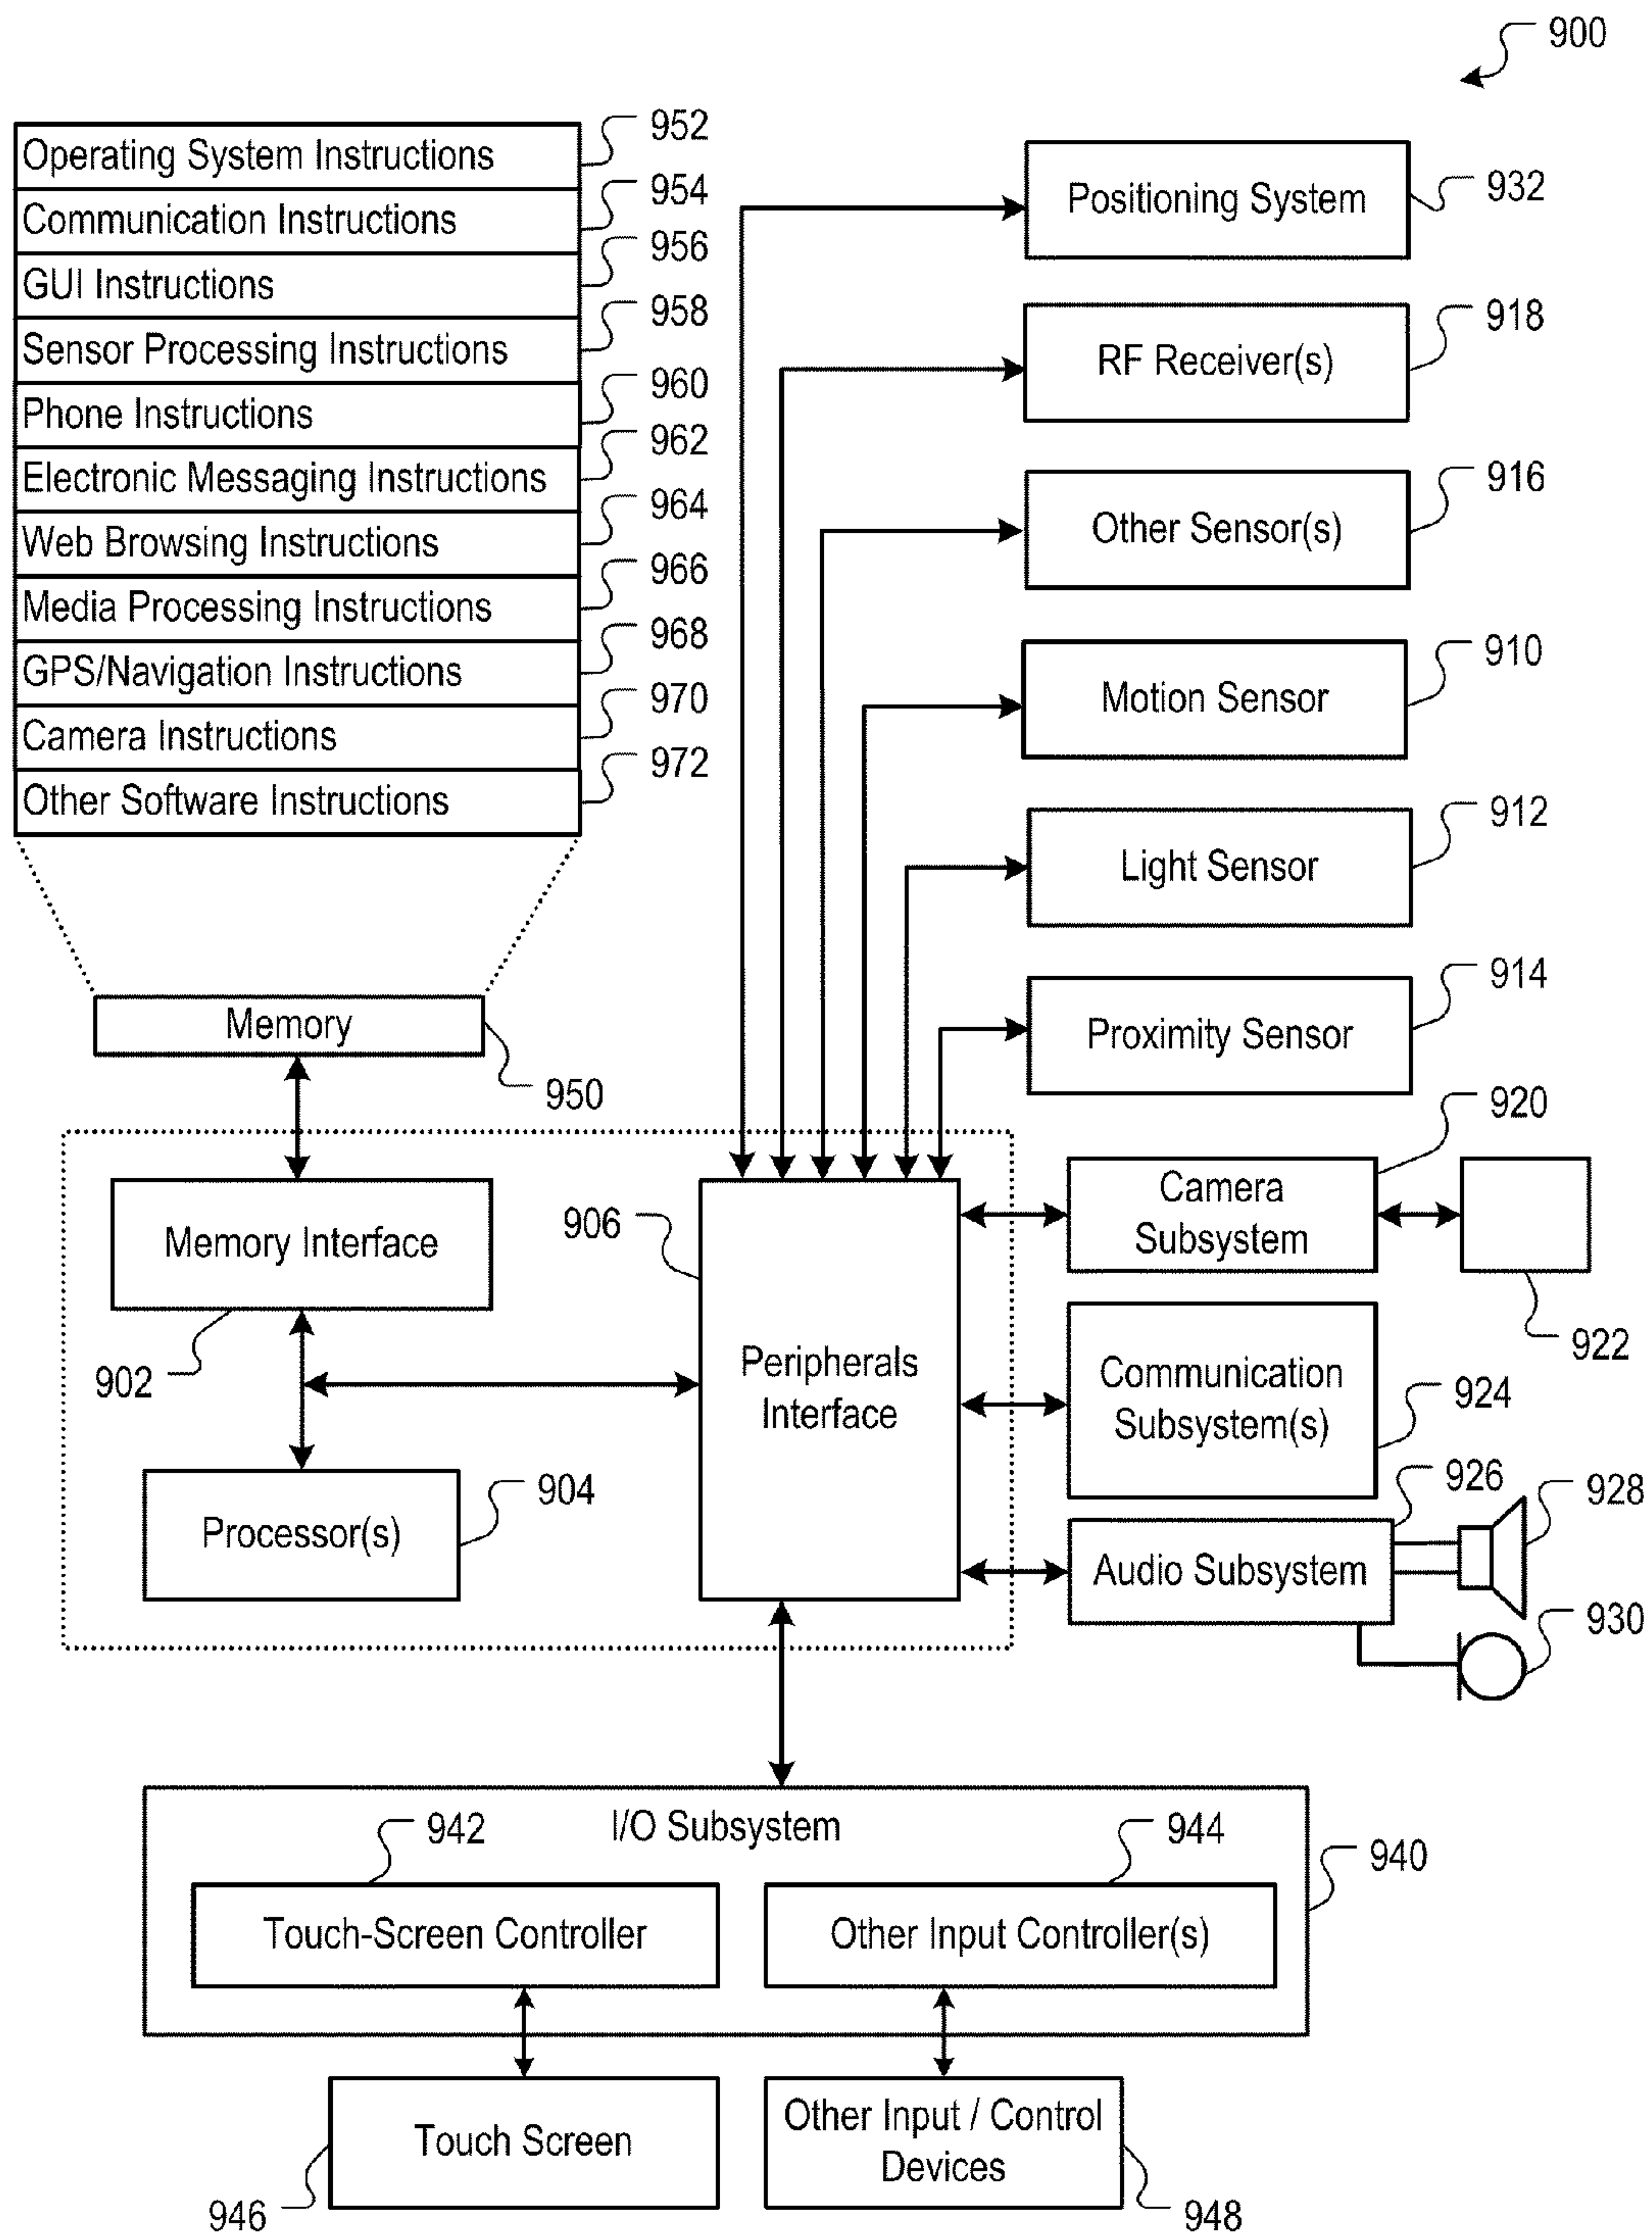 900
Operating System Instructions
952
Communication Instructions
954
GUI Instructions
956
Sensor Processing Instructions
958
Phone Instructions
960
Electronic Messaging Instructions
962
Web Browsing Instructions
964
Media Processing Instructions
966
GPS/Navigation Instructions
968
Camera Instructions
970
Other Software Instructions
972
Positioning System
932
RF Receiver(s)
918
Other Sensor(s)
916
Motion Sensor
910
Light Sensor
912
Proximity Sensor
914
Memory
950
Memory Interface
902
Processor(s)
904
906
Peripherals
Interface
Camera
Subsystem
920
922
Communication
Subsystem(s)
924
Audio Subsystem
926
928
930
I/O Subsystem
940
942
Touch-Screen Controller
944
Other Input Controller(s)
Touch Screen
946
Other Input / Control
Devices
948